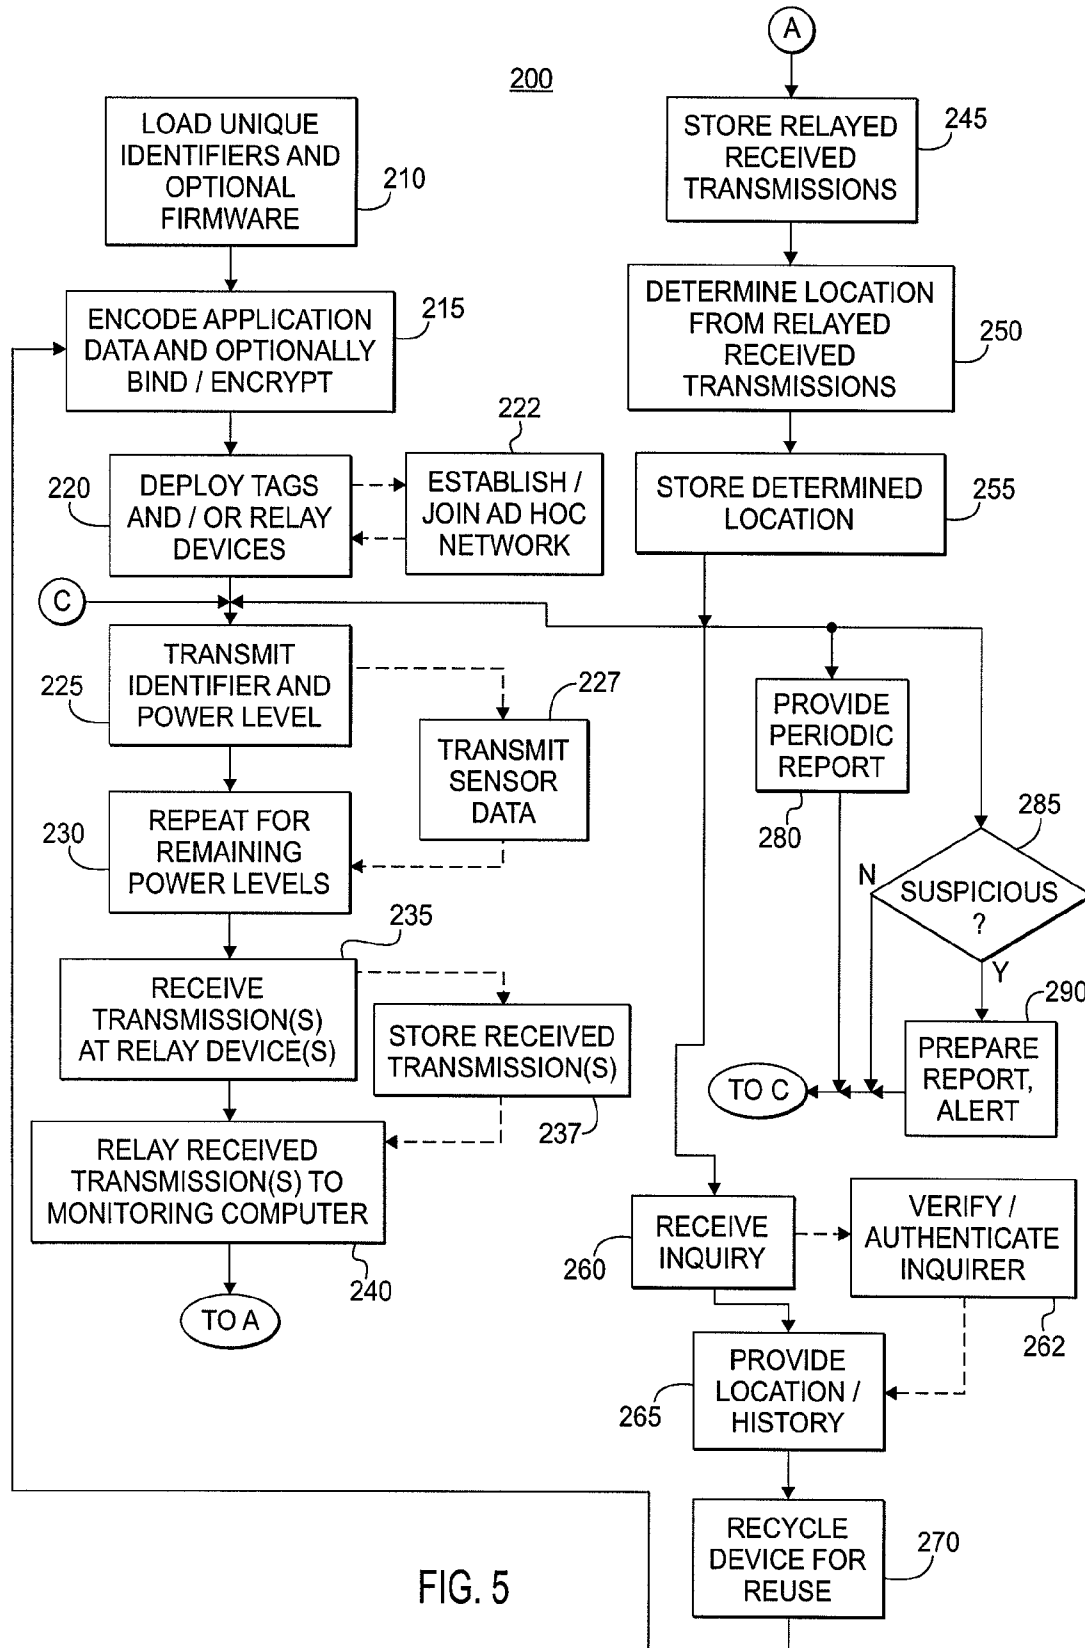 200
LOAD UNIQUE
IDENTIFIERS AND
OPTIONAL
FIRMWARE
210
ENCODE APPLICATION
DATA AND OPTIONALLY
BIND / ENCRYPT
215
DEPLOY TAGS
AND / OR RELAY
DEVICES
220
222
ESTABLISH /
JOIN AD HOC
NETWORK
C
TRANSMIT
IDENTIFIER AND
POWER LEVEL
225
227
TRANSMIT
SENSOR
DATA
REPEAT FOR
REMAINING
POWER LEVELS
230
235
RECEIVE
TRANSMISSION(S)
AT RELAY DEVICE(S)
STORE RECEIVED
TRANSMISSION(S)
237
RELAY RECEIVED
TRANSMISSION(S) TO
MONITORING COMPUTER
240
TO A
A
STORE RELAYED
RECEIVED
TRANSMISSIONS
245
DETERMINE LOCATION
FROM RELAYED
RECEIVED
TRANSMISSIONS
250
STORE DETERMINED
LOCATION
255
PROVIDE
PERIODIC
REPORT
280
285
SUSPICIOUS
?
N
Y
290
PREPARE
REPORT,
ALERT
TO C
RECEIVE
INQUIRY
260
VERIFY /
AUTHENTICATE
INQUIRER
262
PROVIDE
LOCATION /
HISTORY
265
RECYCLE
DEVICE FOR
REUSE
270
FIG. 5